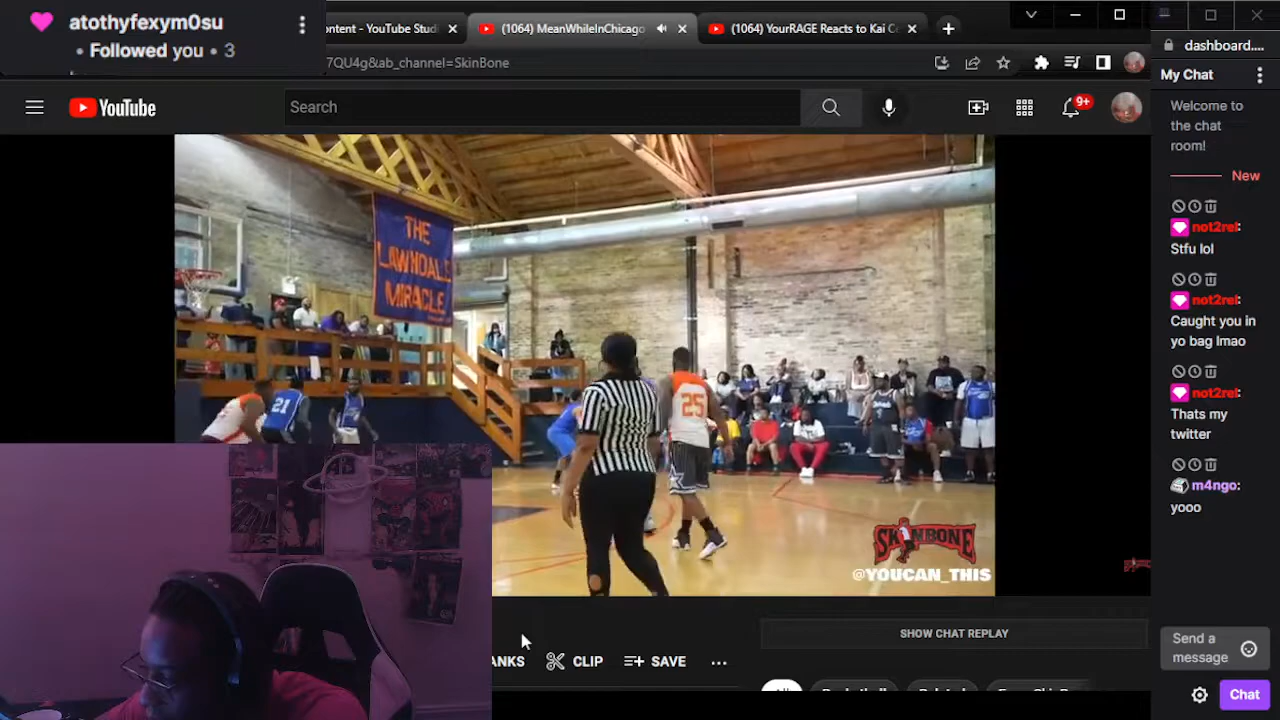 atothyfexym0su
• Followed you • 3
ontent - YouTube Studi
(1064) MeanWhileInChicago
(1064) YourRAGE Reacts to Kai Ce
7QU4g&ab_channel=SkinBone
dashboard....
YouTube
Search
9+
My Chat
Welcome to
the chat
room!
New
not2rel:
Stfu lol
not2rel:
Caught you in
yo bag lmao
not2rel:
Thats my
twitter
m4ngo:
yooo
THE
LAWNDALE
MIRACLE
21
25
SKINBONE
@YOUCAN_THIS
SHOW CHAT REPLAY
ANKS
CLIP
SAVE
...
Send a
message
Chat